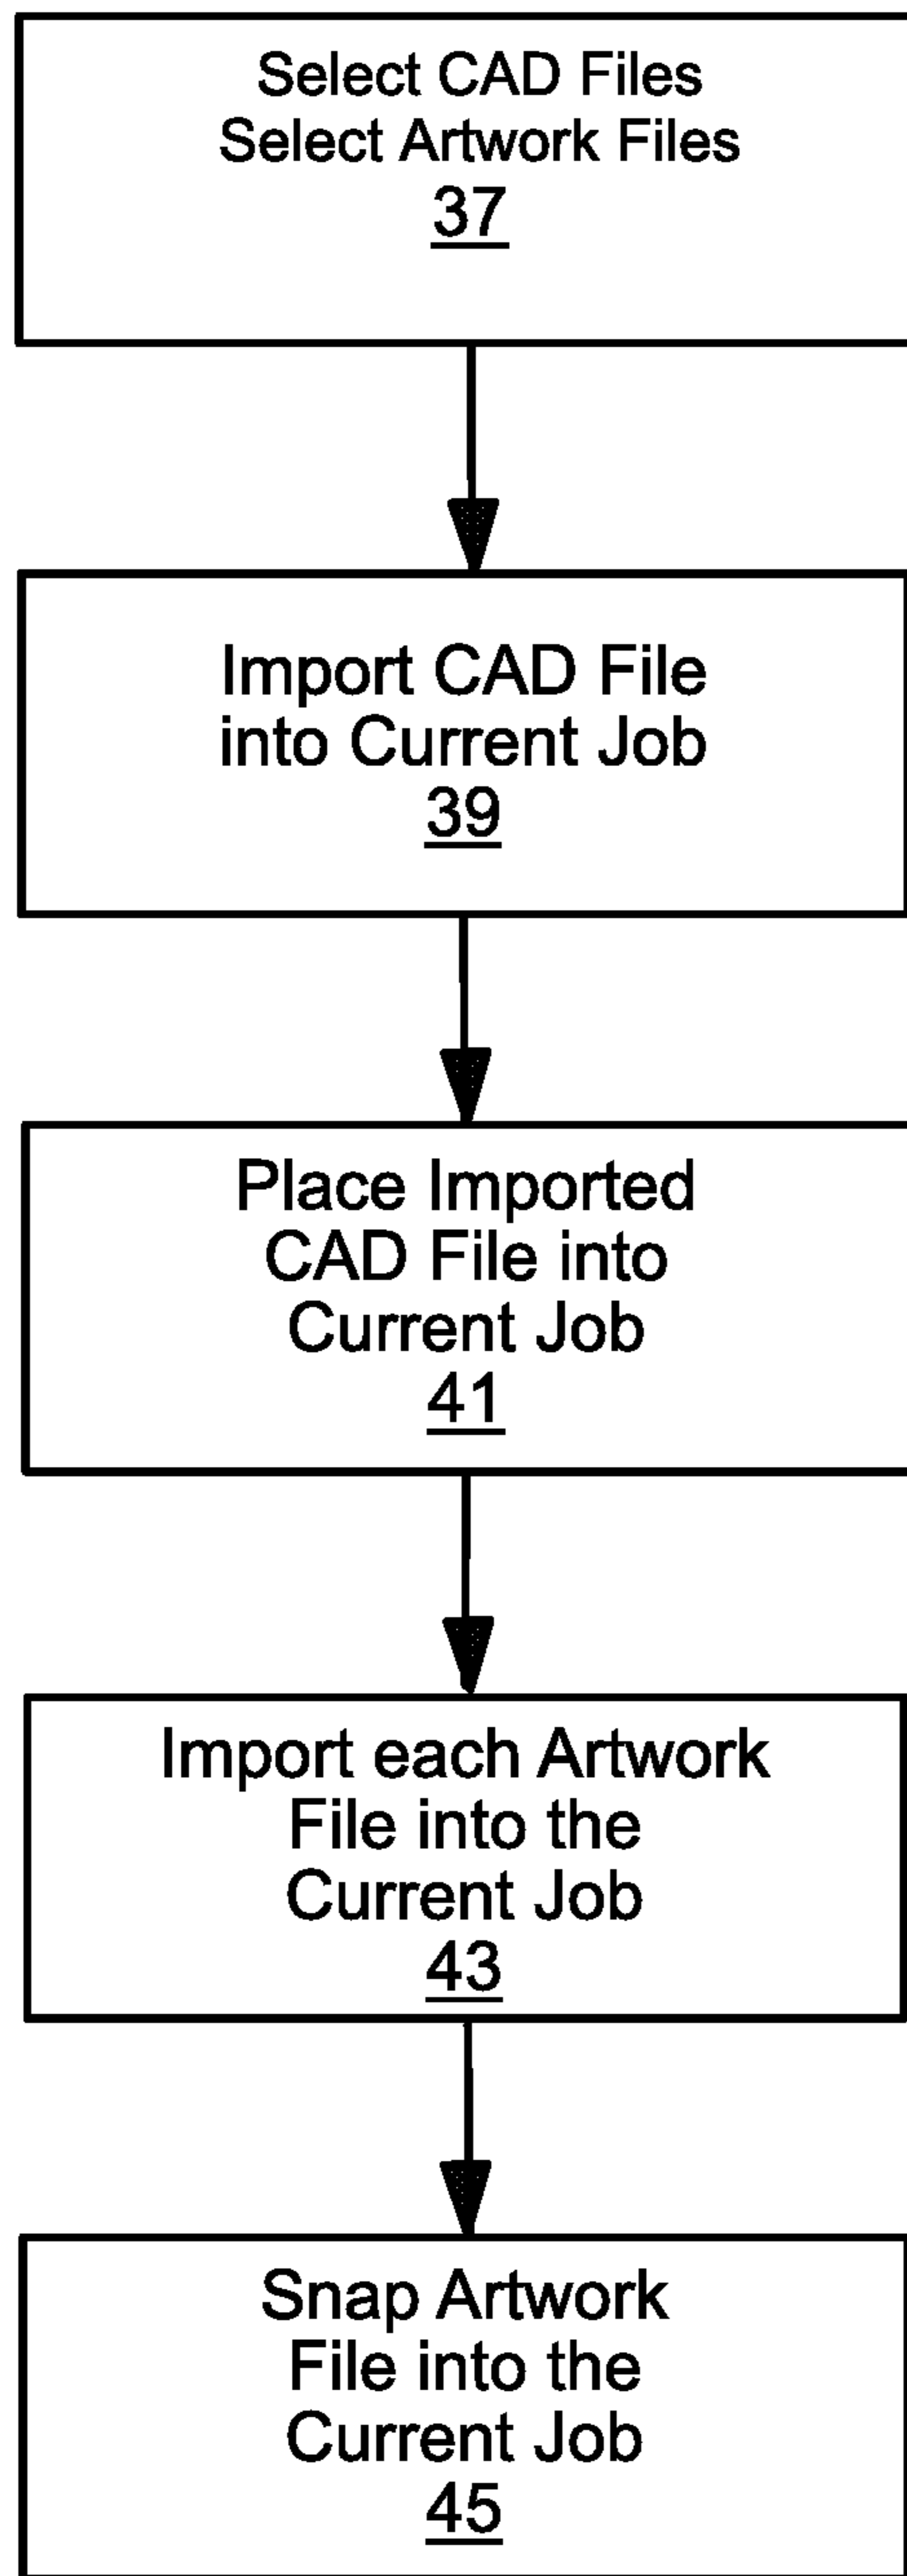 Select CAD Files
Select Artwork Files
37
Import CAD File
into Current Job
39
Place Imported
CAD File into
Current Job
41
Import each Artwork
File into the
Current Job
43
Snap Artwork
File into the
Current Job
45